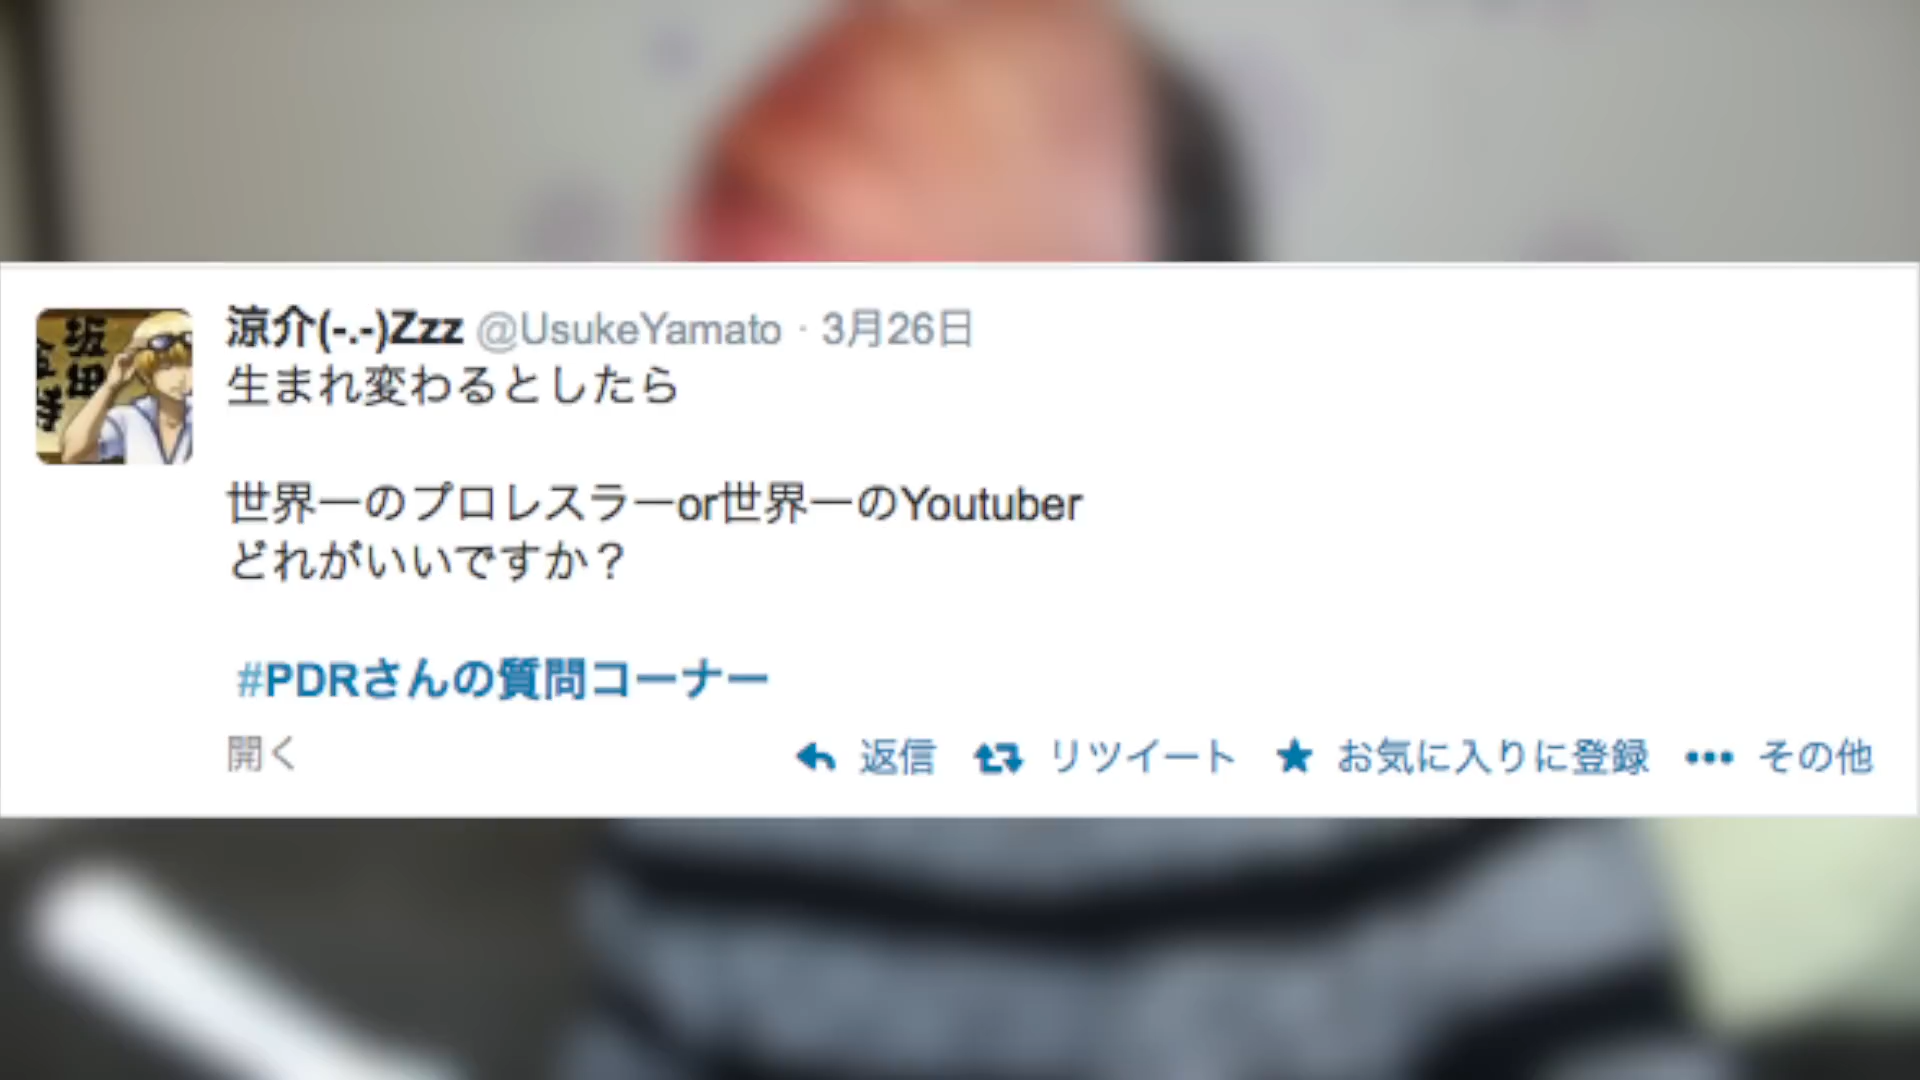 涼介(-.-)Zzz @UsukeYamato · 3月26日
生まれ変わるとしたら
世界一のプロレスラーor世界一のYoutuber
どれがいいですか？
#PDRさんの質問コーナー
開く 返信 リツイート お気に入りに登録 その他
坂田